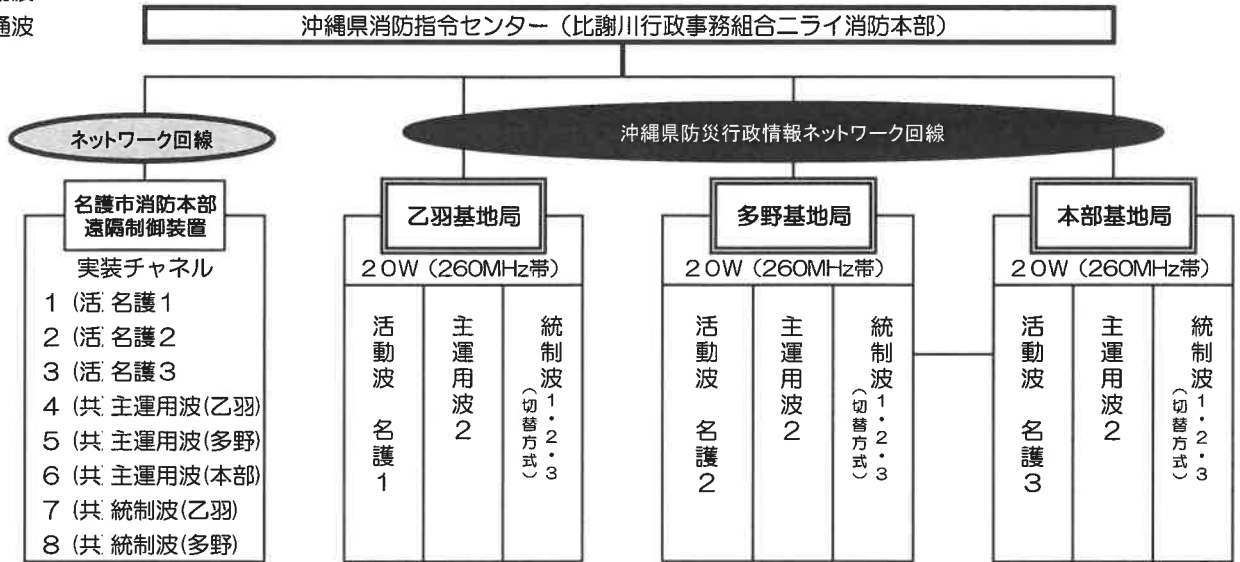 通波
沖縄県消防指令センター（比謝川行政事務組合ニライ消防本部）
ネットワーク回線
沖縄県防災行政情報ネットワーク回線
名護市消防本部
遠隔制御装置
実装チャネル
1 (活 名護1
2 (活 名護2
3 (活 名護3
4 (共 主運用波(乙羽)
5 (共 主運用波(多野)
6 (共 主運用波(本部)
7 (共 統制波(乙羽)
8 (共 統制波(多野)
乙羽基地局
20W（260MHz帯）
活動波 名護1
主運用波2
統制波1・2・3
（切替方式）
多野基地局
20W（260MHz帯）
活動波 名護2
主運用波2
統制波1・2・3
（切替方式）
本部基地局
20W（260MHz帯）
活動波 名護3
主運用波2
統制波1・2・3
（切替方式）